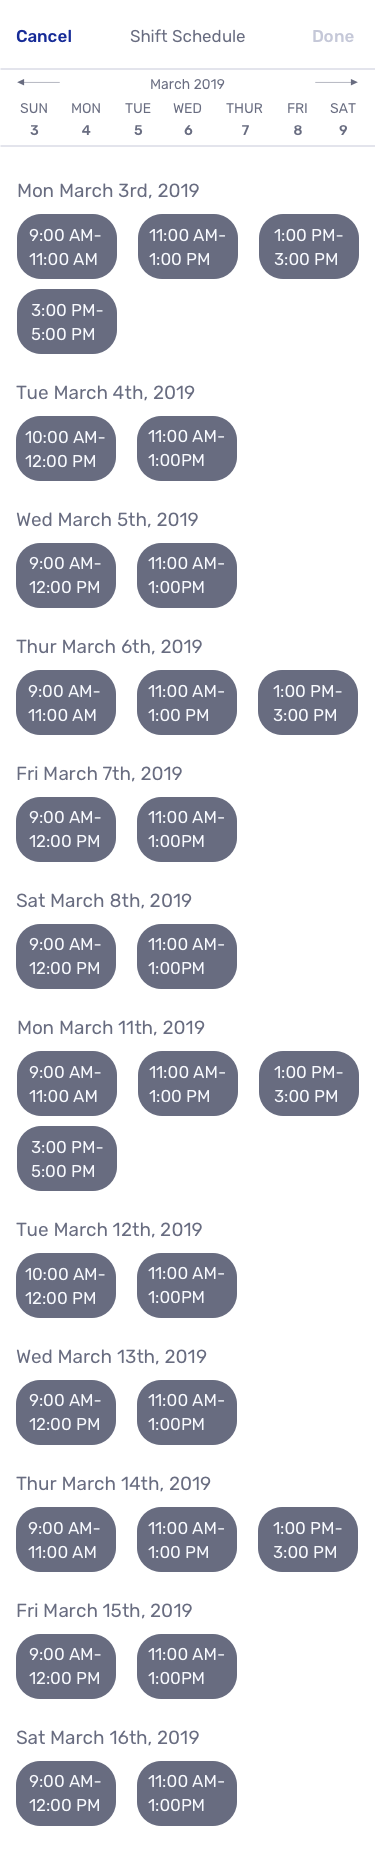 Cancel Shift Schedule Done
March 2019
SUN MON TUE WED THUR FRI SAT
3 4 5 6 7 8 9
Mon March 3rd, 2019
9:00 AM- 11:00 AM- 1:00 PM-
11:00 AM 1:00 PM 3:00 PM
3:00 PM-
5:00 PM
Tue March 4th, 2019
10:00 AM- 11:00 AM-
12:00 PM 1:00PM
Wed March 5th, 2019
9:00 AM- 11:00 AM-
12:00 PM 1:00PM
Thur March 6th, 2019
9:00 AM- 11:00 AM- 1:00 PM-
11:00 AM 1:00 PM 3:00 PM
Fri March 7th, 2019
9:00 AM- 11:00 AM-
12:00 PM 1:00PM
Sat March 8th, 2019
9:00 AM- 11:00 AM-
12:00 PM 1:00PM
Mon March 11th, 2019
9:00 AM- 11:00 AM- 1:00 PM-
11:00 AM 1:00 PM 3:00 PM
3:00 PM-
5:00 PM
Tue March 12th, 2019
10:00 AM- 11:00 AM-
12:00 PM 1:00PM
Wed March 13th, 2019
9:00 AM- 11:00 AM-
12:00 PM 1:00PM
Thur March 14th, 2019
9:00 AM- 11:00 AM- 1:00 PM-
11:00 AM 1:00 PM 3:00 PM
Fri March 15th, 2019
9:00 AM- 11:00 AM-
12:00 PM 1:00PM
Sat March 16th, 2019
9:00 AM- 11:00 AM-
12:00 PM 1:00PM